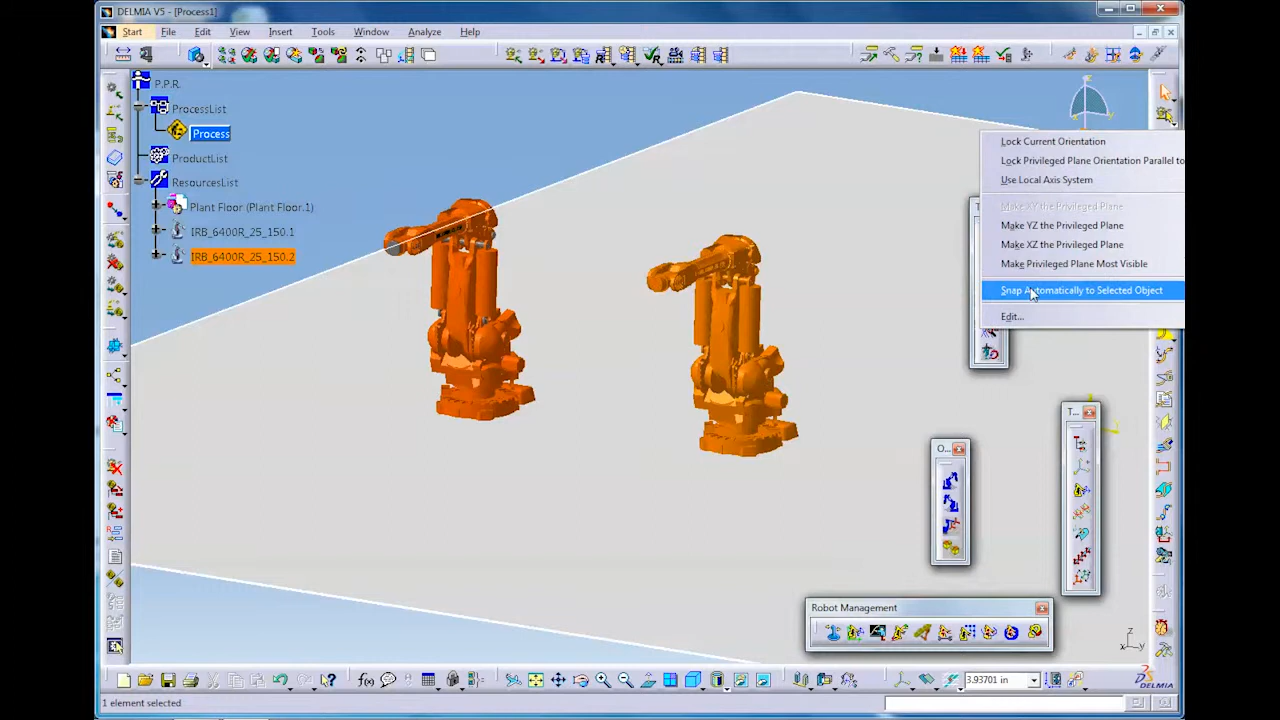 DELMIA V5 - [Process1]
Start File Edit View Insert Tools Window Analyze Help
P.P.R.
ProcessList
Process
ProductList
ResourcesList
Plant Floor (Plant Floor.1)
IRB_6400R_25_150.1
IRB_6400R_25_150.2
Lock Current Orientation
Lock Privileged Plane Orientation Parallel to
Use Local Axis System
Make XY the Privileged Plane
Make YZ the Privileged Plane
Make XZ the Privileged Plane
Make Privileged Plane Most Visible
Snap Automatically to Selected Object
Edit...
T...
O...
Robot Management
z
x y
f(x)
3.93701 in
DELMIA
1 element selected